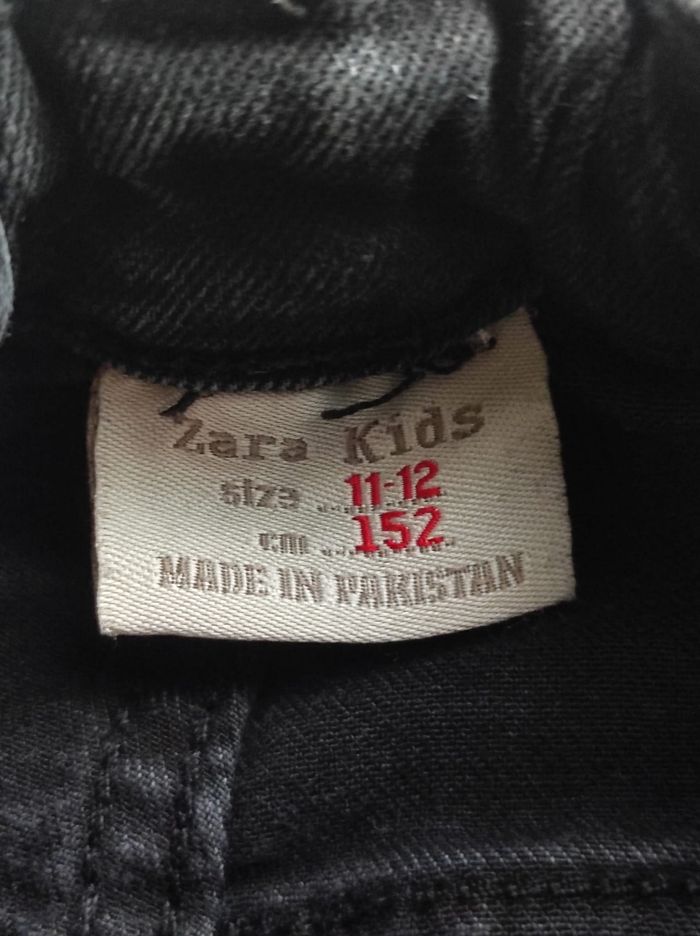 Zara Kids
size ...11-12
cm ...152
MADE IN PAKISTAN